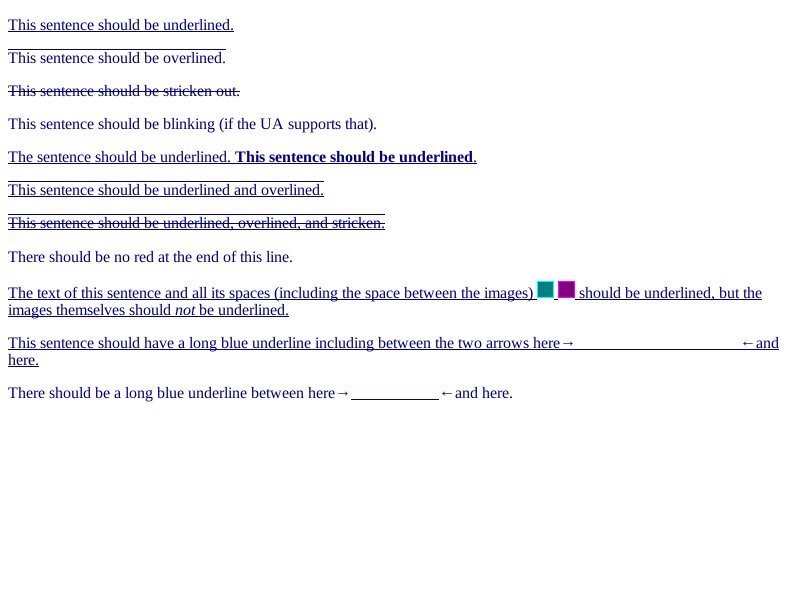 This sentence should be underlined.
This sentence should be overlined.
This sentence should be stricken out.
This sentence should be blinking (if the UA supports that).
The sentence should be underlined. This sentence should be underlined.
This sentence should be underlined and overlined.
This sentence should be underlined, overlined, and stricken.
There should be no red at the end of this line.
The text of this sentence and all its spaces (including the space between the images) should be underlined, but the
images themselves should not be underlined.
This sentence should have a long blue underline including between the two arrows here→ ←and
here.
There should be a long blue underline between here→ ←and here.